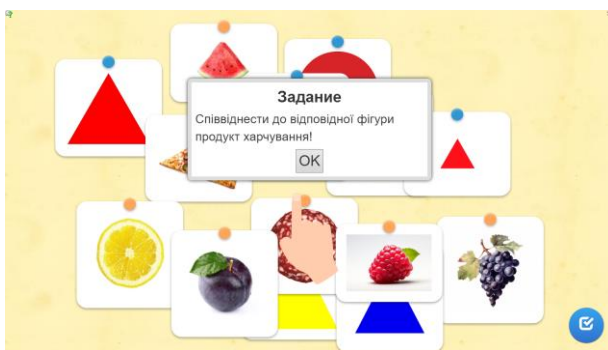 Задание
Співвіднести до відповідної фігури
продукт харчування!
OK